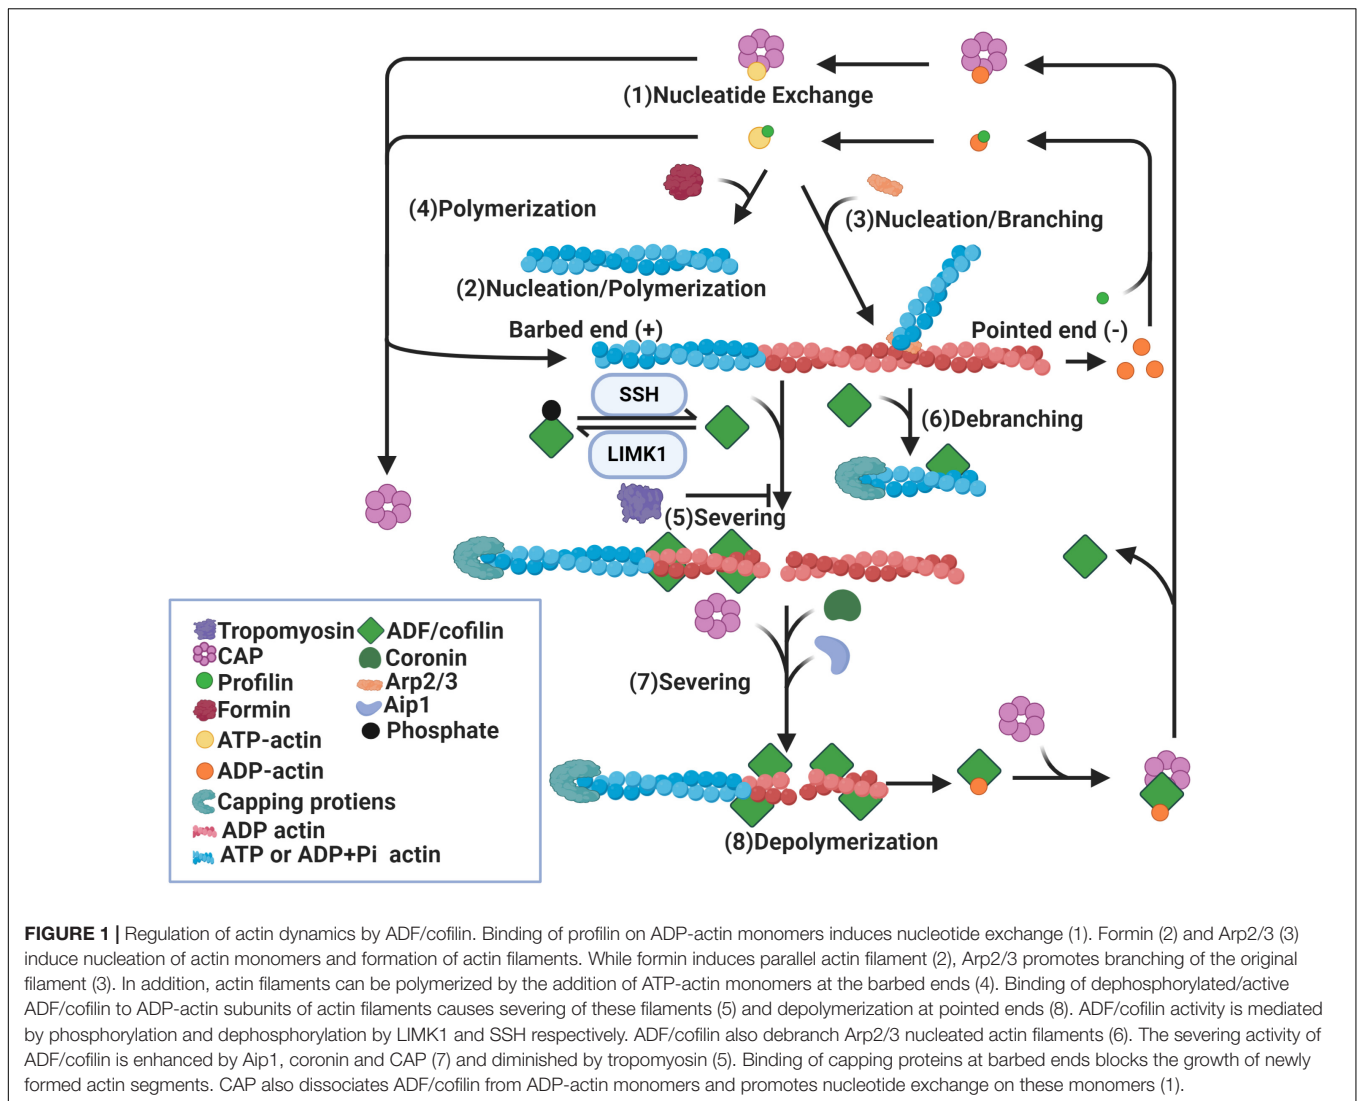 (1)Nucleatide Exchange
(4)Polymerization
(3)Nucleation/Branching
(2)Nucleation/Polymerization
Barbed end (+)
Pointed end (-)
SSH
LIMK1
(6)Debranching
(5)Severing
(7)Severing
(8)Depolymerization
Tropomyosin
CAP
Profilin
Formin
ATP-actin
ADP-actin
Capping protiens
ADP actin
ATP or ADP+Pi actin
ADF/cofilin
Coronin
Arp2/3
Aip1
Phosphate
FIGURE 1 | Regulation of actin dynamics by ADF/cofilin. Binding of profilin on ADP-actin monomers induces nucleotide exchange (1). Formin (2) and Arp2/3 (3)
induce nucleation of actin monomers and formation of actin filaments. While formin induces parallel actin filament (2), Arp2/3 promotes branching of the original
filament (3). In addition, actin filaments can be polymerized by the addition of ATP-actin monomers at the barbed ends (4). Binding of dephosphorylated/active
ADF/cofilin to ADP-actin subunits of actin filaments causes severing of these filaments (5) and depolymerization at pointed ends (8). ADF/cofilin activity is mediated
by phosphorylation and dephosphorylation by LIMK1 and SSH respectively. ADF/cofilin also debranch Arp2/3 nucleated actin filaments (6). The severing activity of
ADF/cofilin is enhanced by Aip1, coronin and CAP (7) and diminished by tropomyosin (5). Binding of capping proteins at barbed ends blocks the growth of newly
formed actin segments. CAP also dissociates ADF/cofilin from ADP-actin monomers and promotes nucleotide exchange on these monomers (1).